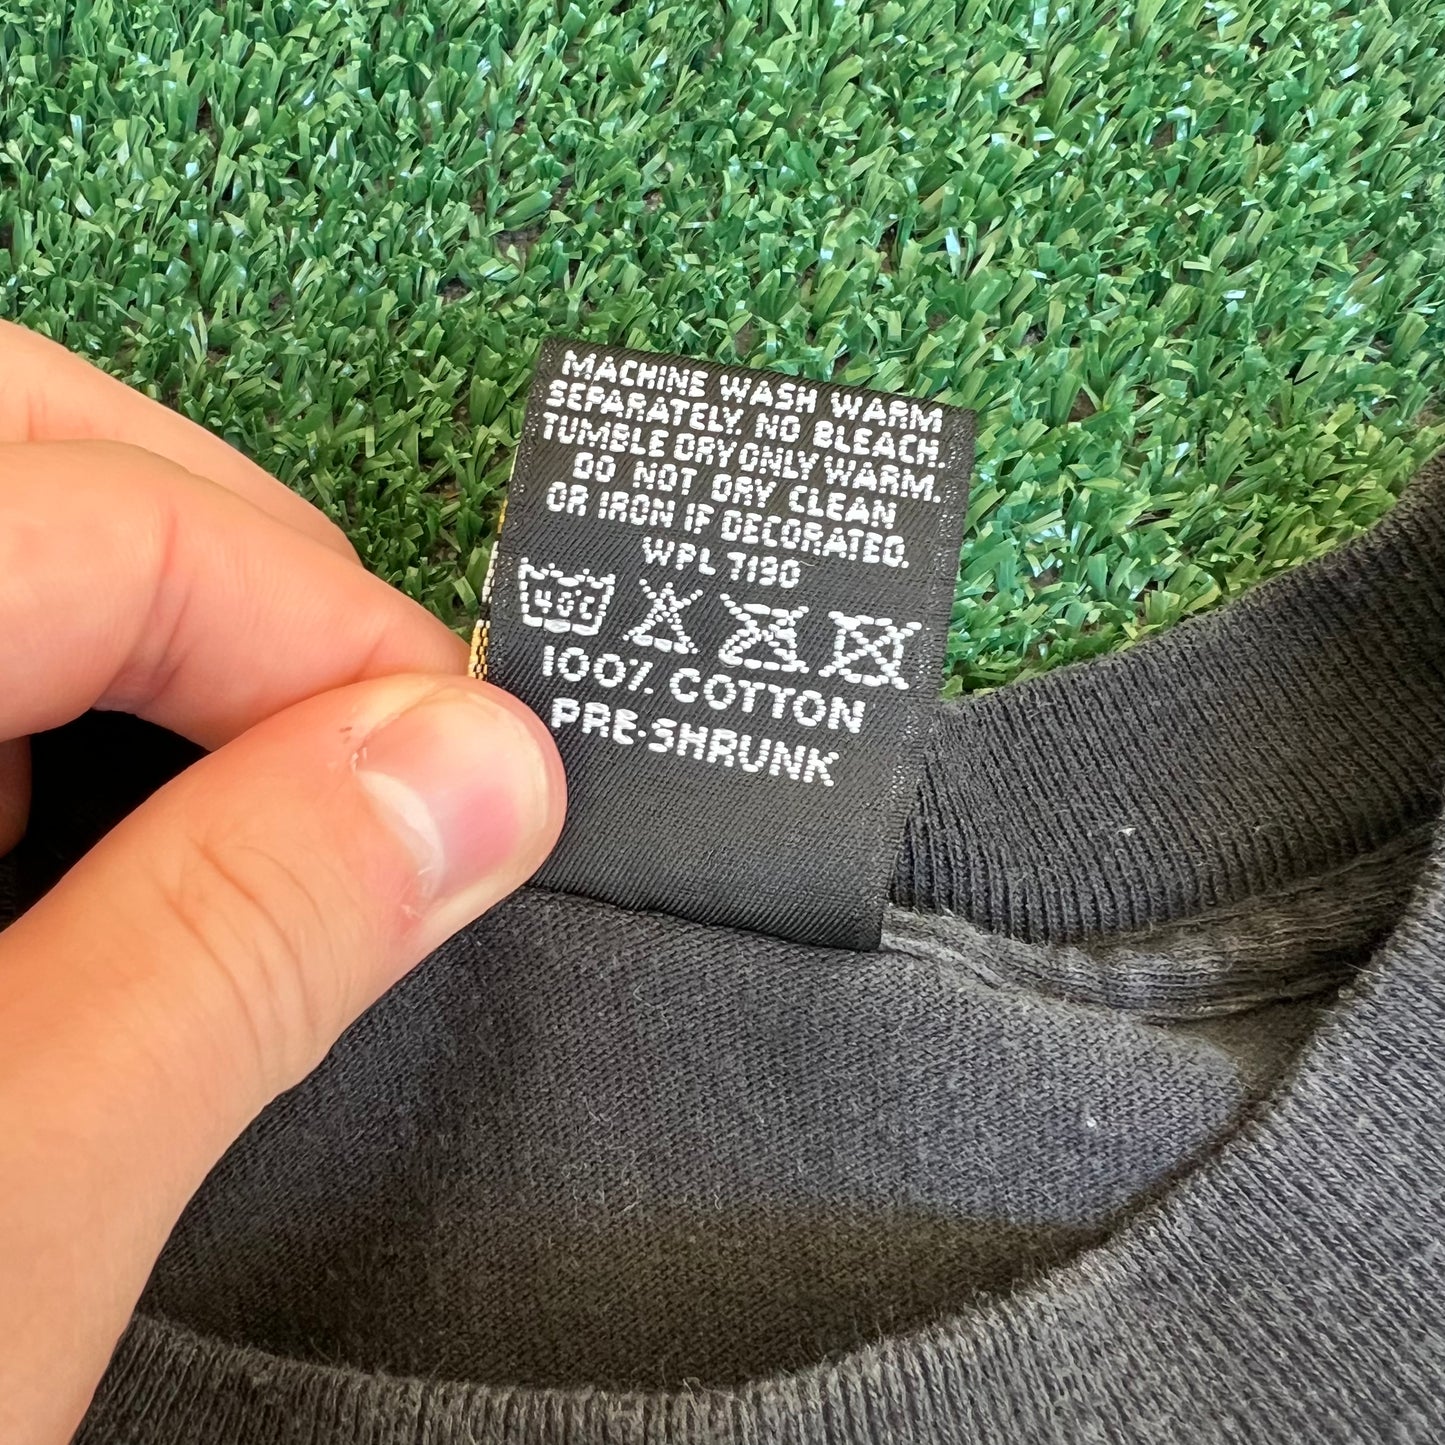 MACHINE WASH WARM
SEPARATELY. NO BLEACH.
TUMBLE DRY ONLY WARM.
DO NOT DRY CLEAN
OR IRON IF DECORATED.
WPL 7190
40C
100% COTTON
PRE-SHRUNK